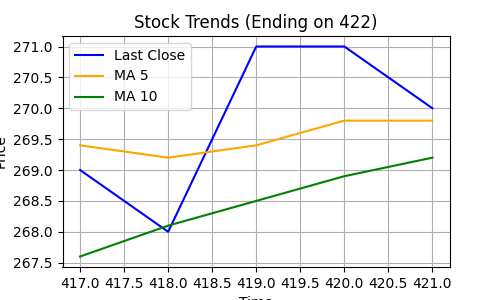 Stock Trends (Ending on 422)
Last Close
MA 5
MA 10
271.0
270.5
270.0
269.5
269.0
268.5
268.0
267.5
Price
417.0 417.5 418.0 418.5 419.0 419.5 420.0 420.5 421.0
Time